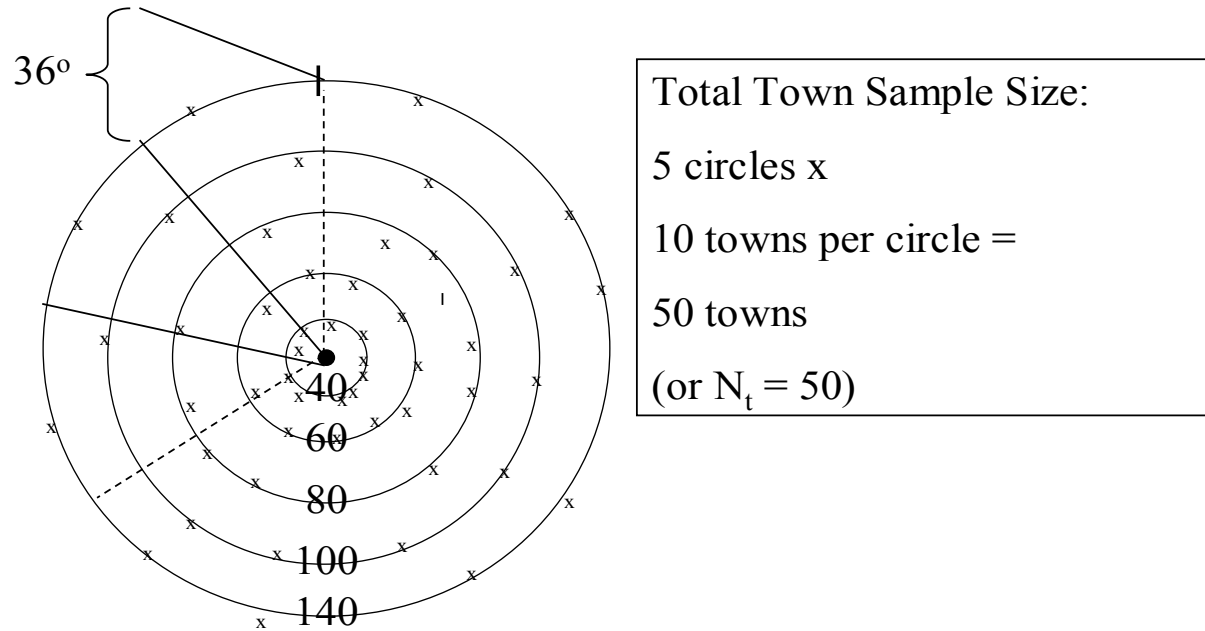 36º
40
60
80
100
140
Total Town Sample Size:
5 circles x
10 towns per circle =
50 towns
(or Nt = 50)